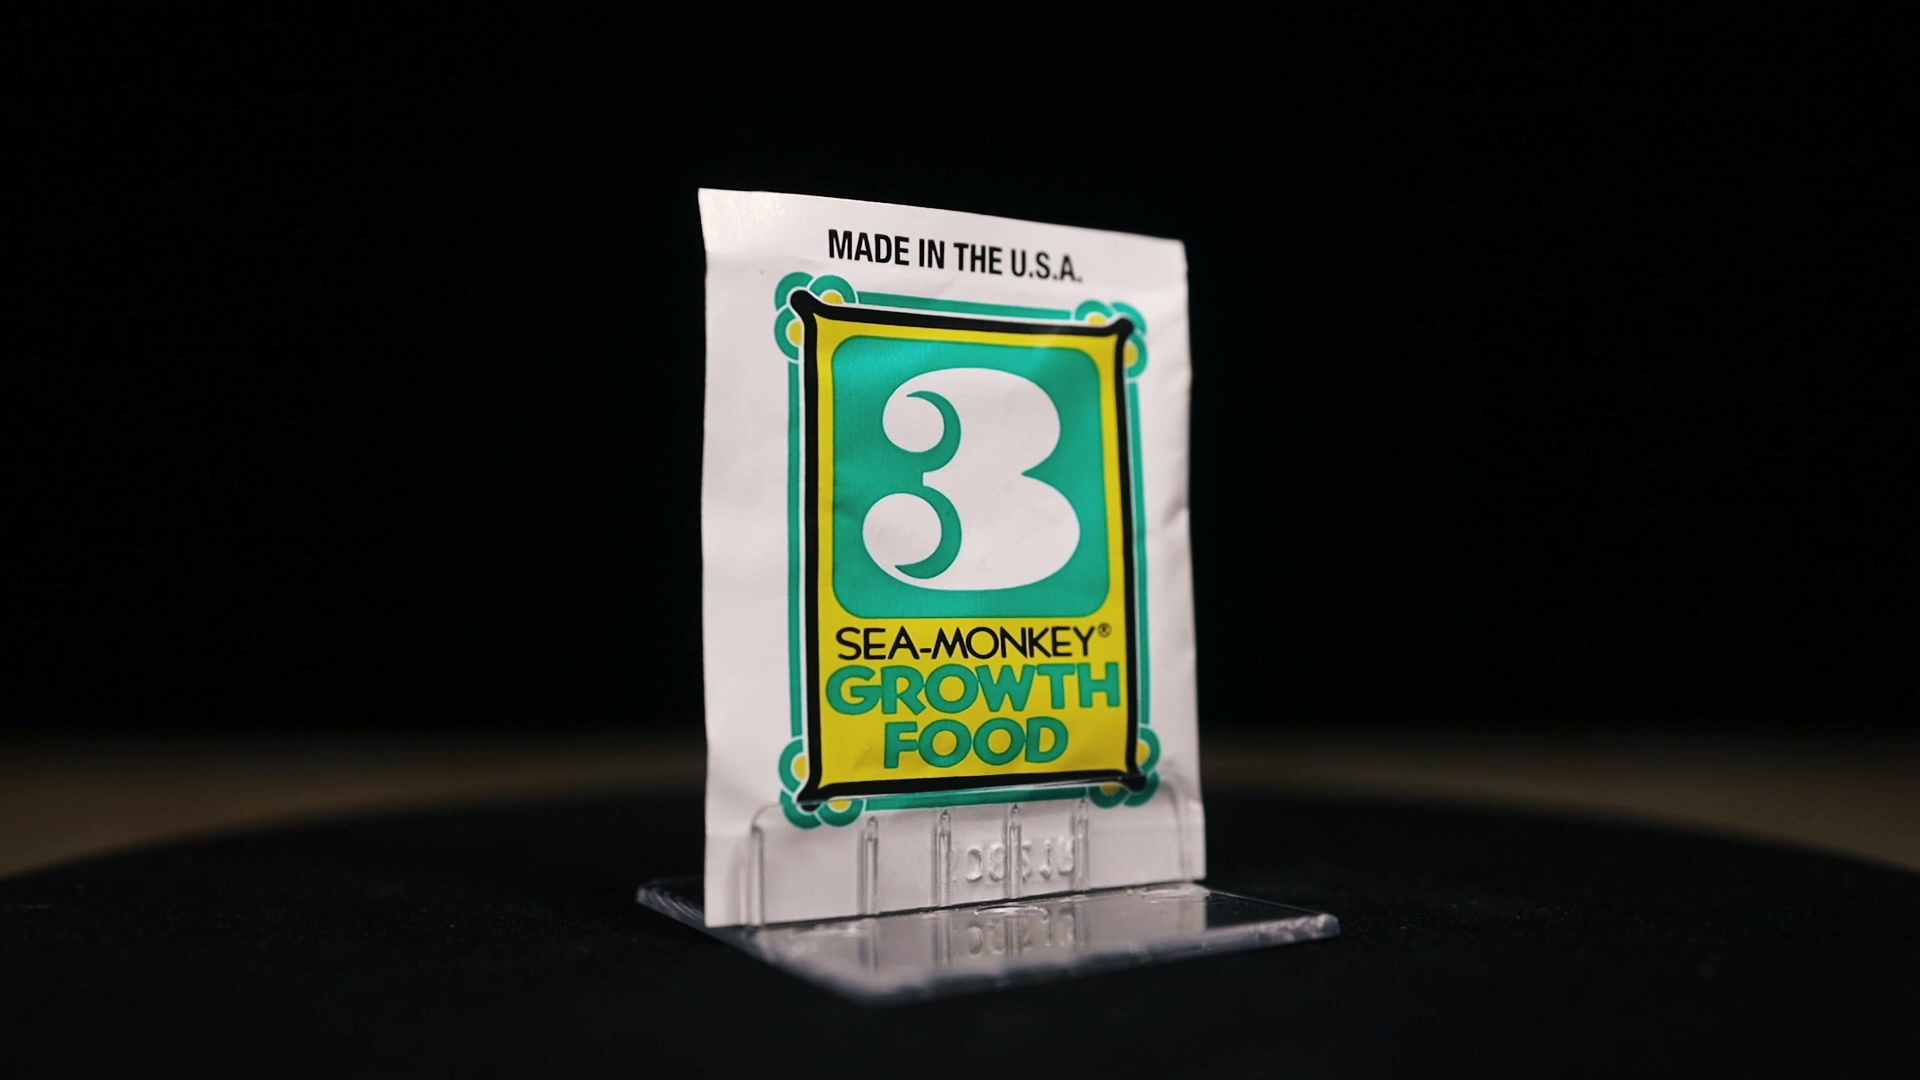 MADE IN THE U.S.A.
3
SEA-MONKEY®
GROWTH
FOOD